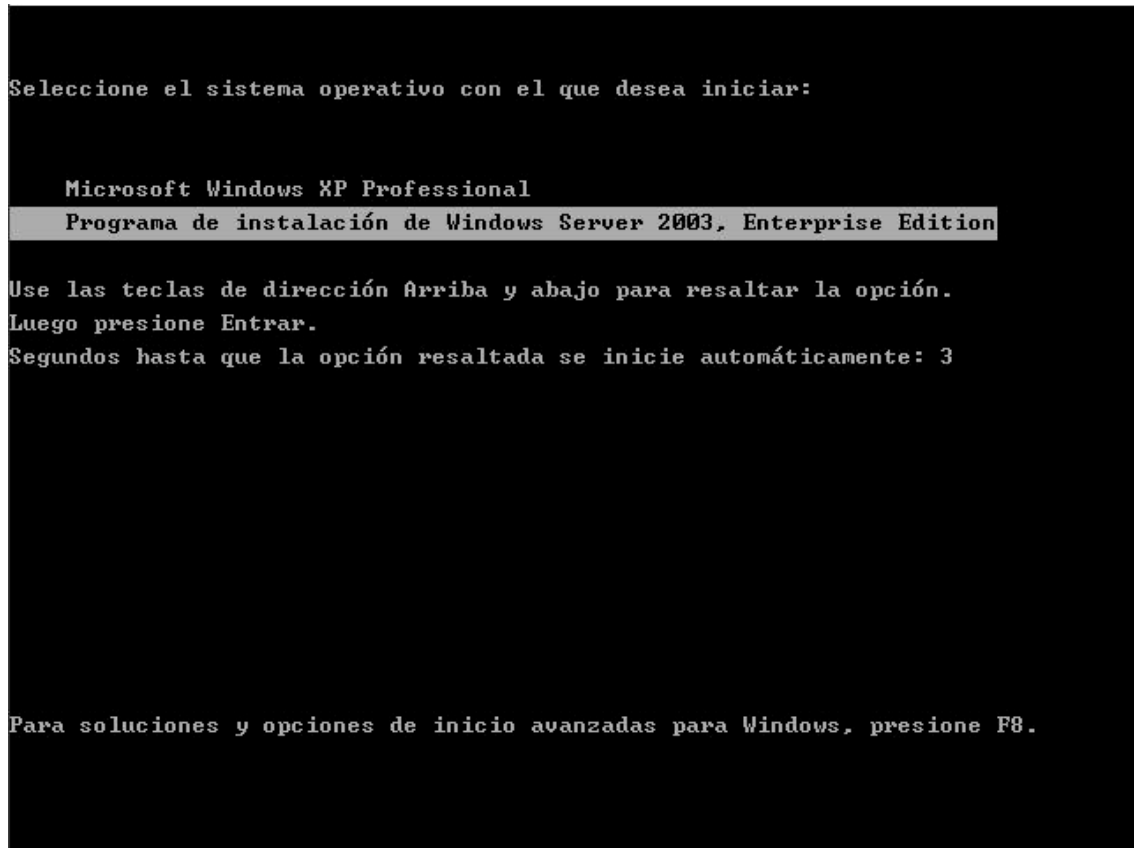 Seleccione el sistema operativo con el que desea iniciar:
Microsoft Windows XP Professional
Programa de instalación de Windows Server 2003, Enterprise Edition
Use las teclas de dirección Arriba y abajo para resaltar la opción.
Luego presione Entrar.
Segundos hasta que la opción resaltada se inicie automáticamente: 3
Para soluciones y opciones de inicio avanzadas para Windows, presione F8.